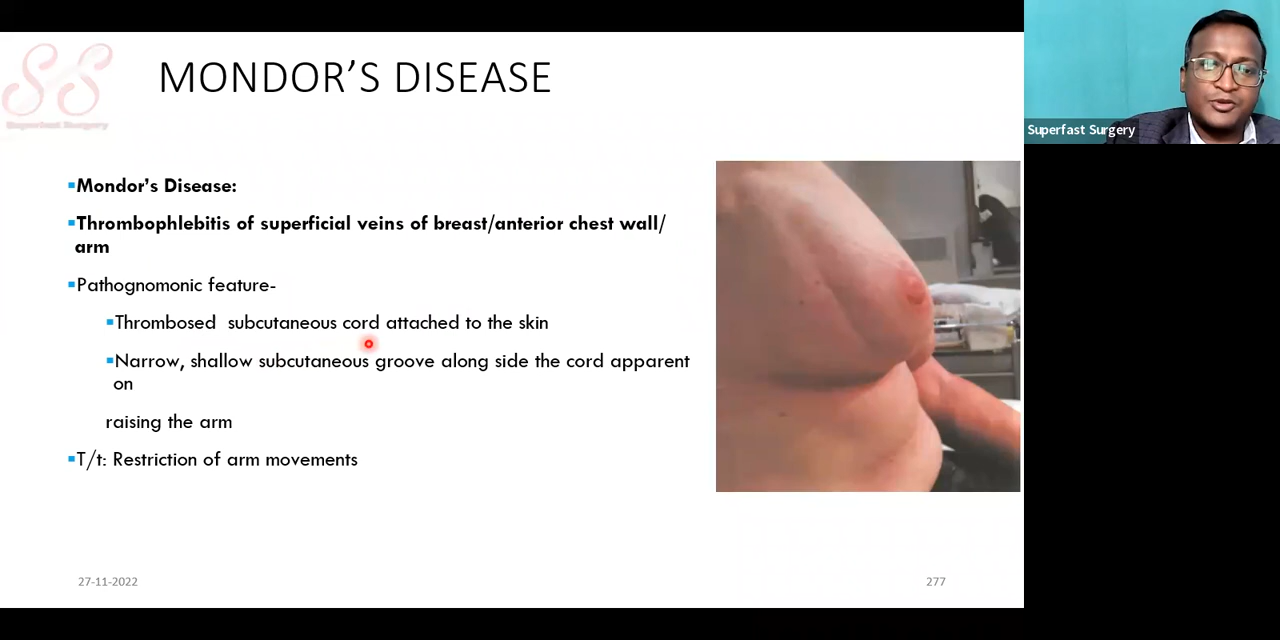 Superfast Surgery
MONDOR'S DISEASE
Superfast Surgery
▪Mondor's Disease:
▪Thrombophlebitis of superficial veins of breast/anterior chest wall/
arm
▪Pathognomonic feature-
▪Thrombosed subcutaneous cord attached to the skin
▪Narrow, shallow subcutaneous groove along side the cord apparent
on
raising the arm
▪T/t: Restriction of arm movements
27-11-2022
277